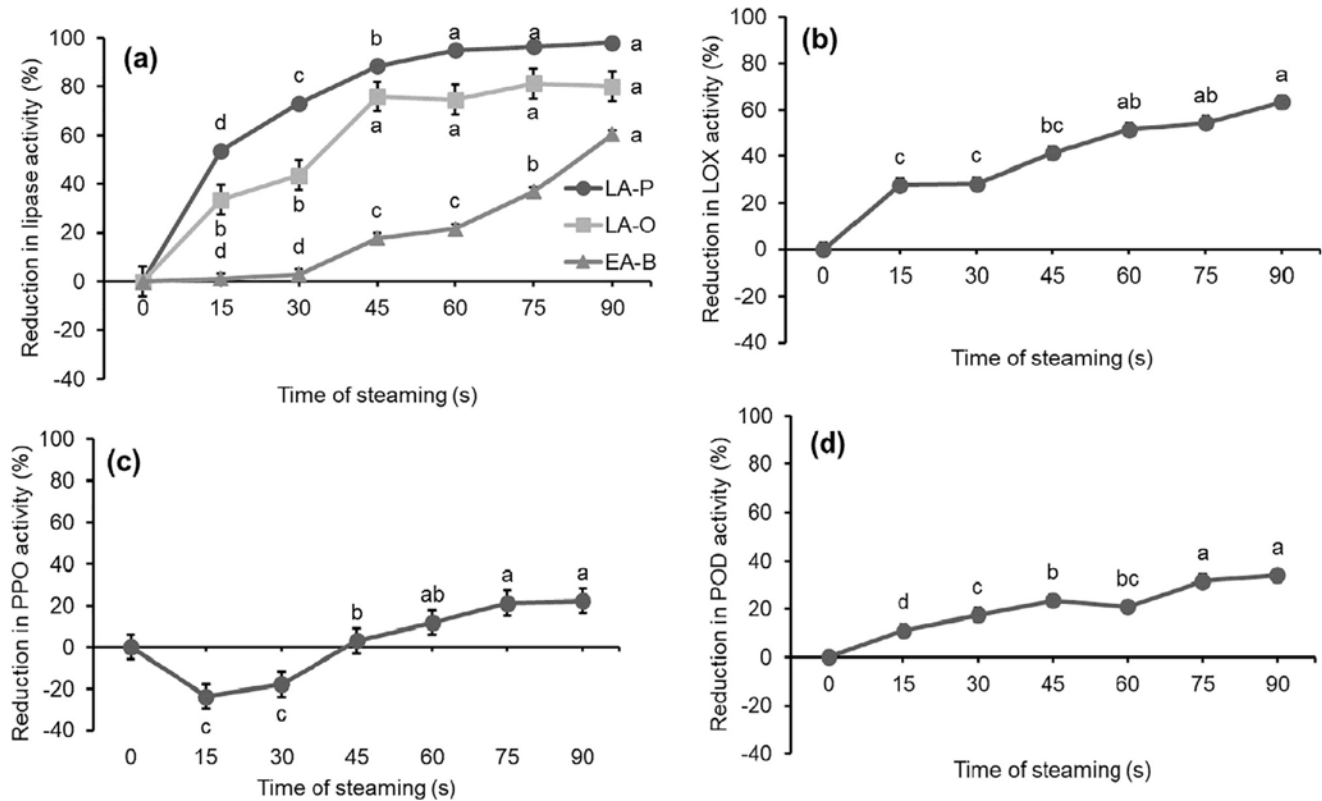 (a)
Reduction in lipase activity (%)
100
80
60
40
20
0
-20
-40
d
c
b
a
a
a
b
b
a
a
a
a
d
d
c
c
b
a
LA-P
LA-O
EA-B
0 15 30 45 60 75 90
Time of steaming (s)
(b)
Reduction in LOX activity (%)
100
80
60
40
20
0
-20
-40
c
c
bc
ab
ab
a
0 15 30 45 60 75 90
Time of steaming (s)
(c)
Reduction in PPO activity (%)
100
80
60
40
20
0
-20
-40
c
c
b
ab
a
a
0 15 30 45 60 75 90
Time of steaming (s)
(d)
Reduction in POD activity (%)
100
80
60
40
20
0
-20
-40
d
c
b
bc
a
a
0 15 30 45 60 75 90
Time of steaming (s)